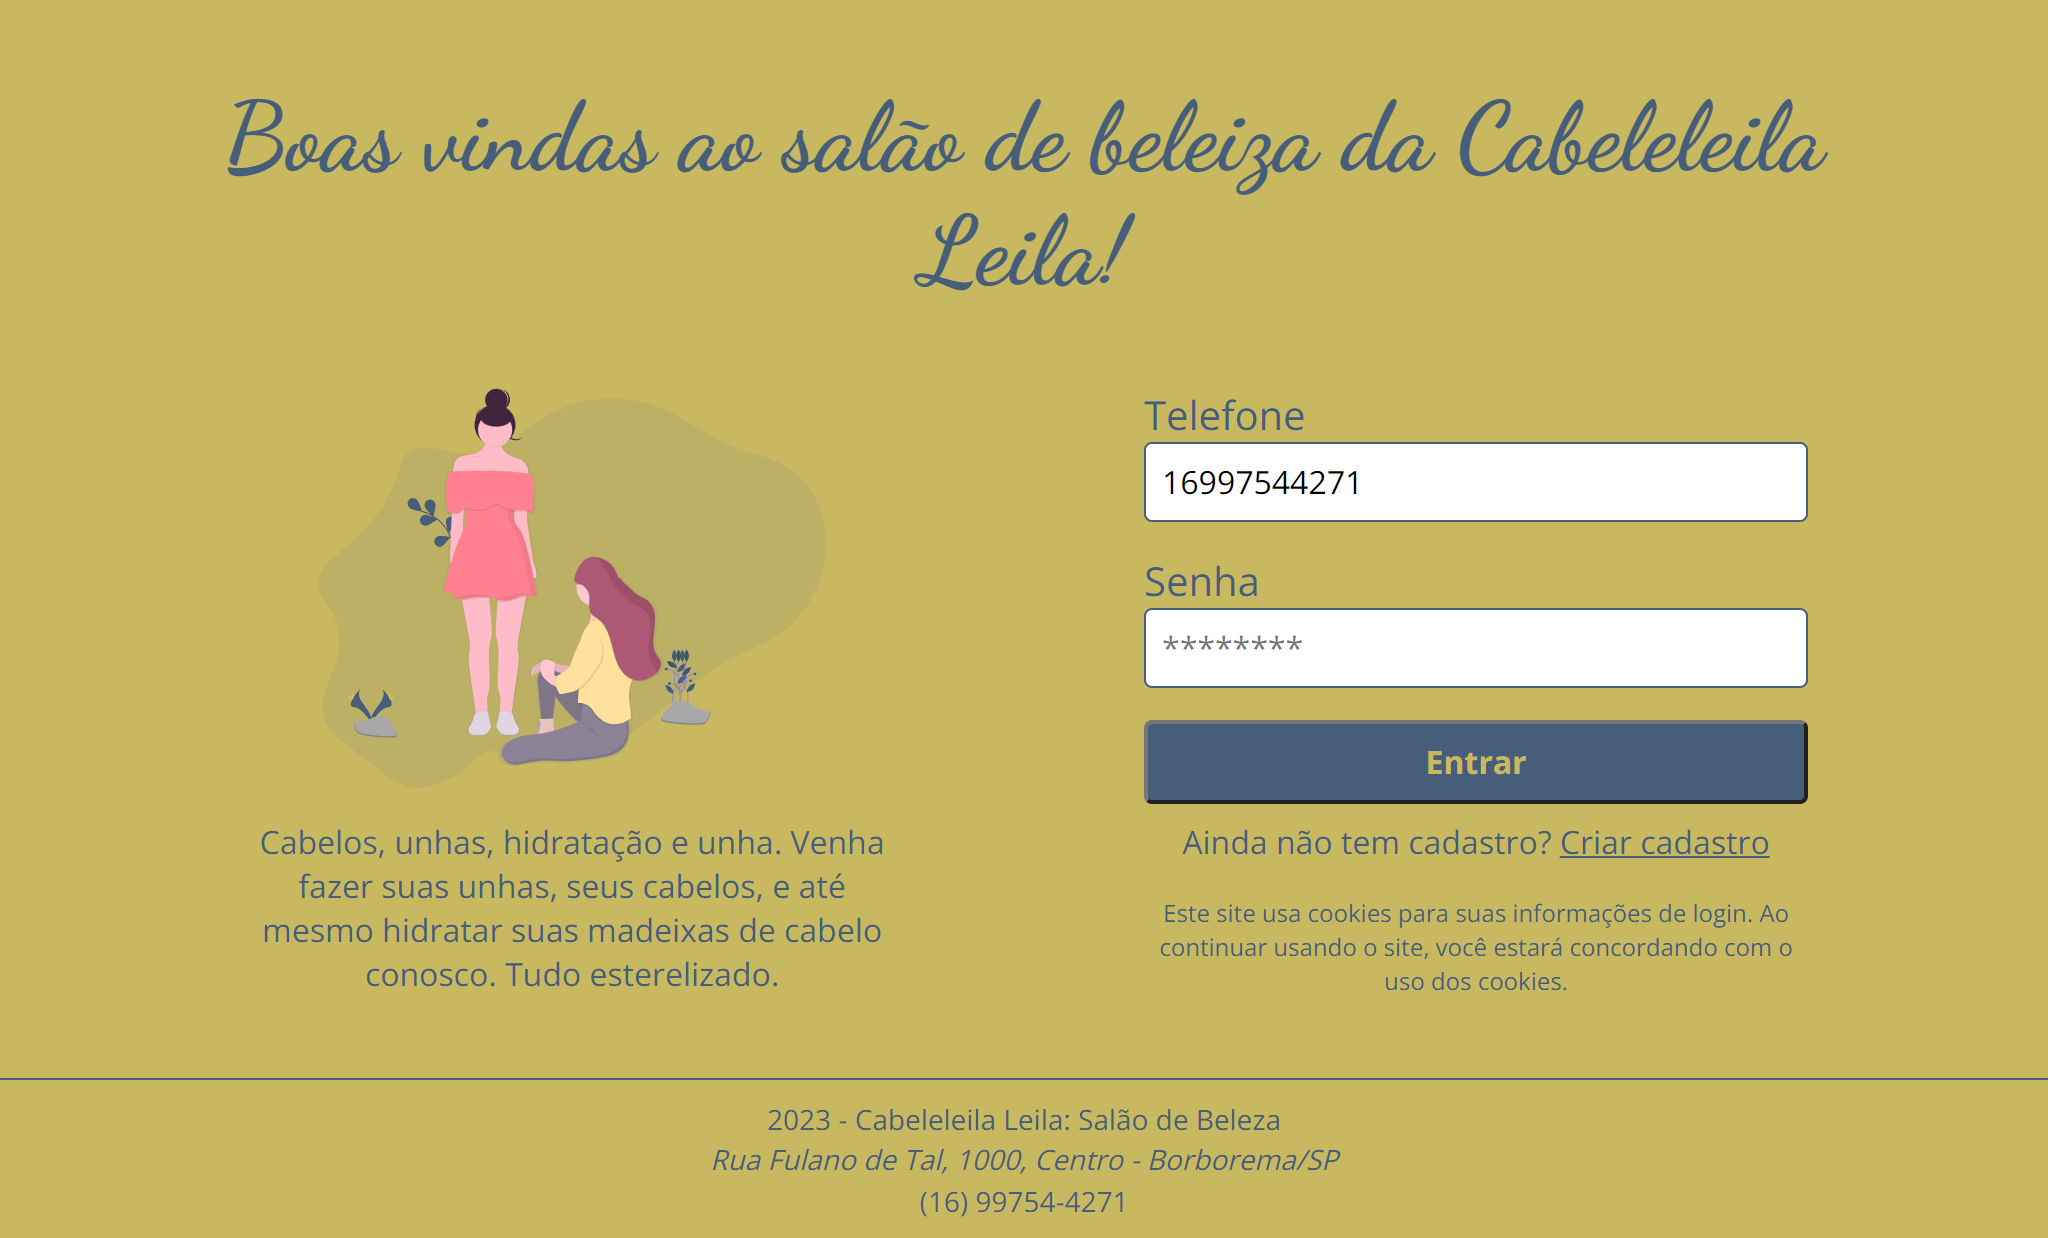 Boas vindas ao salão de beleiza da Cabeleleila
Leila!
Telefone
16997544271
Senha
********
Entrar
Cabelos, unhas, hidratação e unha. Venha
fazer suas unhas, seus cabelos, e até
mesmo hidratar suas madeixas de cabelo
conosco. Tudo esterelizado.
Ainda não tem cadastro? Criar cadastro
Este site usa cookies para suas informações de login. Ao
continuar usando o site, você estará concordando com o
uso dos cookies.
2023 - Cabeleleila Leila: Salão de Beleza
Rua Fulano de Tal, 1000, Centro - Borborema/SP
(16) 99754-4271